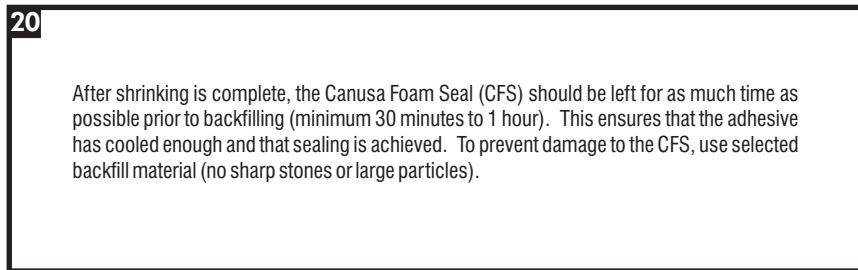 20
After shrinking is complete, the Canusa Foam Seal (CFS) should be left for as much time as
possible prior to backfilling (minimum 30 minutes to 1 hour). This ensures that the adhesive
has cooled enough and that sealing is achieved. To prevent damage to the CFS, use selected
backfill material (no sharp stones or large particles).